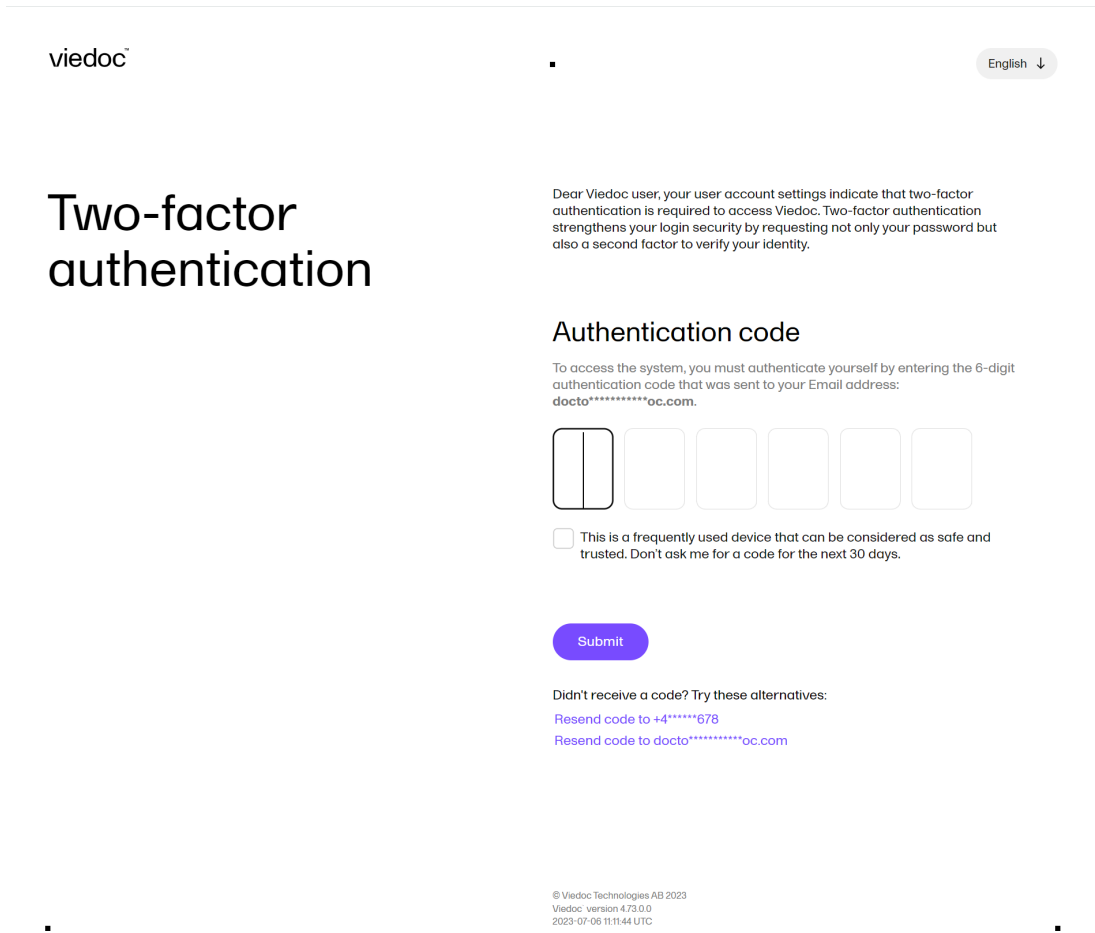 viedoc™
English ↓
Two-factor
authentication
Dear Viedoc user, your user account settings indicate that two-factor
authentication is required to access Viedoc. Two-factor authentication
strengthens your login security by requesting not only your password but
also a second factor to verify your identity.
Authentication code
To access the system, you must authenticate yourself by entering the 6-digit
authentication code that was sent to your Email address:
docto***********oc.com.
This is a frequently used device that can be considered as safe and
trusted. Don't ask me for a code for the next 30 days.
Submit
Didn't receive a code? Try these alternatives:
Resend code to +4******678
Resend code to docto***********oc.com
© Viedoc Technologies AB 2023
Viedoc™ version 4.73.0.0
2023-07-06 11:11:44 UTC